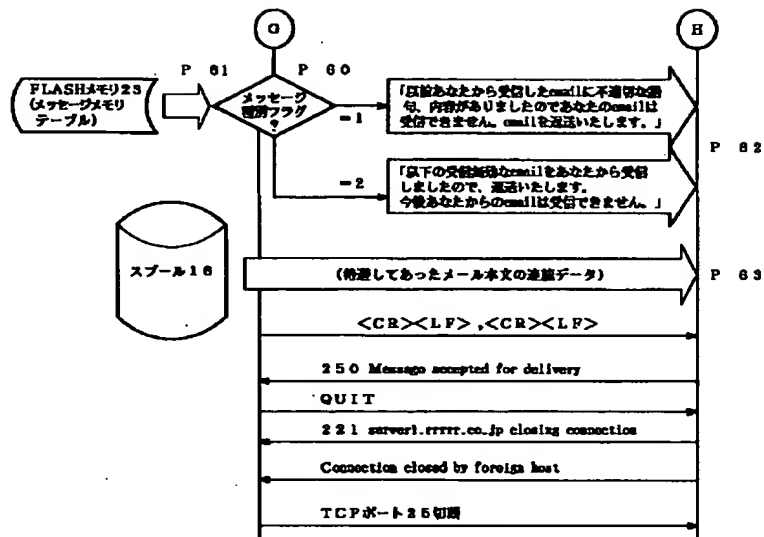 G
H
P 61
P 60
FLASHメモリ23
(メッセージメモリ
テーブル)
メッセージ
種別フラグ
?
=1
「以前あなたから受信したemailに不適切な語
句、内容がありましたのであなたのemailは
受信できません。emailを返送いたします。」
P 62
=2
「以下の受信無効なemailをあなたから受信
しましたので、返送いたします。
今後あなたからのemailは受信できません。」
スプール16
(待避してあったメール本文の連続データ)
P 63
<CR><LF>,<CR><LF>
250 Message accepted for delivery
QUIT
221 server1.rrrrr.co.jp closing connection
Connection closed by foreign host
TCPポート25切断